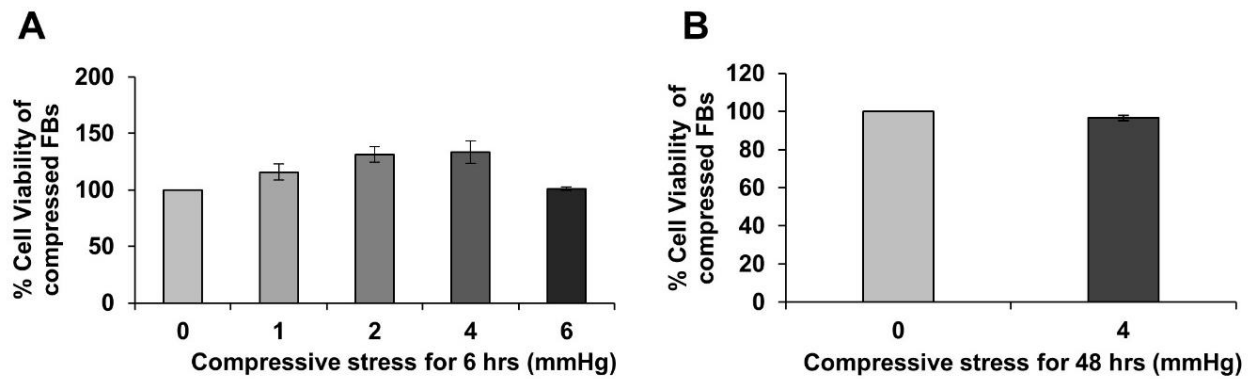 A
% Cell Viability of
compressed FBs
200
150
100
50
0
0 1 2 4 6
Compressive stress for 6 hrs (mmHg)
B
% Cell Viability of
compressed FBs
120
100
80
60
40
20
0
0 4
Compressive stress for 48 hrs (mmHg)